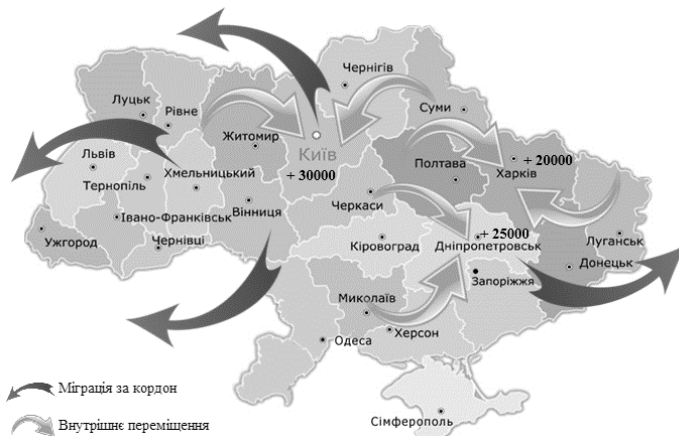 Чернігів
Луцьк
Рівне
Суми
Житомир
Київ
+ 30000
Львів
Тернопіль
Хмельницький
Полтава
+ 20000
Харків
Івано-Франківськ
Вінниця
Черкаси
Ужгород
Чернівці
Кіровоград
+ 25000
Дніпропетровськ
Луганськ
Донецьк
Запоріжжя
Миколаїв
Херсон
Одеса
Міграція за кордон
Внутрішнє переміщення
Сімферополь